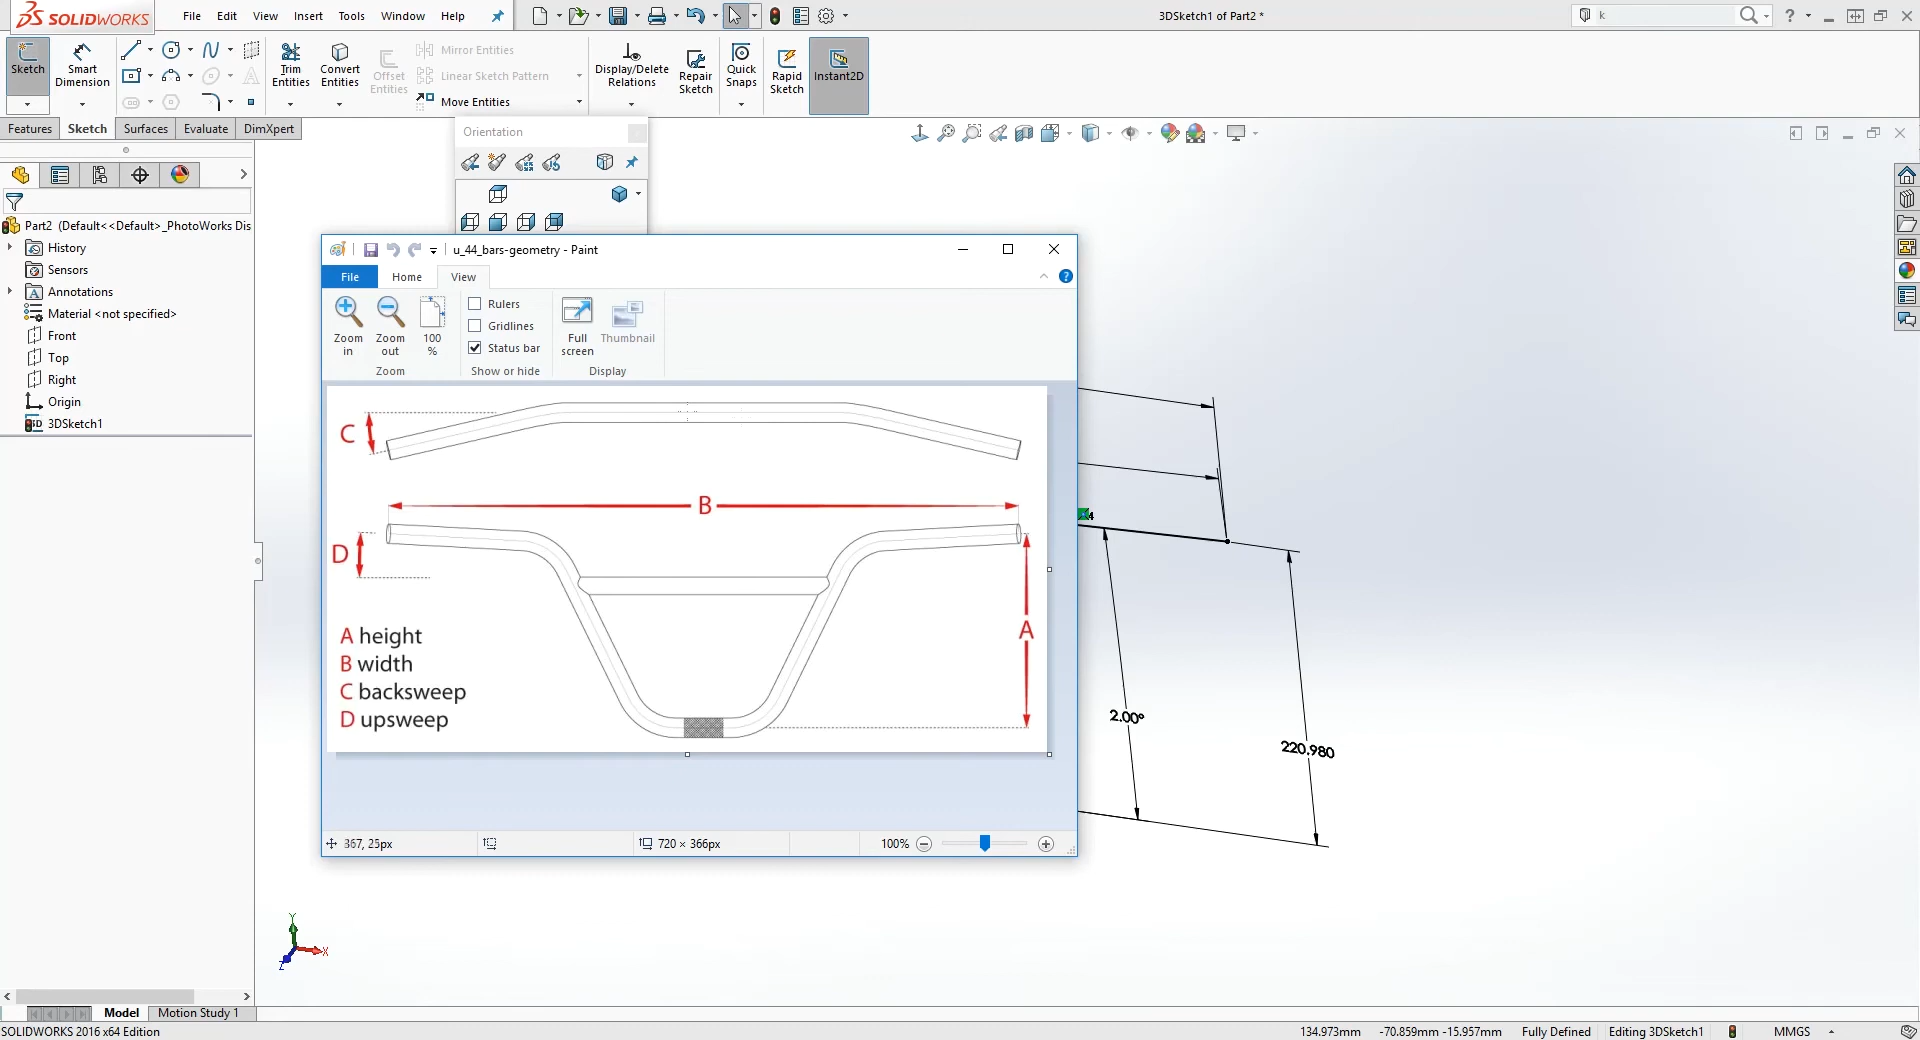 SOLIDWORKS
File Edit View Insert Tools Window Help
3DSketch1 of Part2 *
k
Sketch
Smart
Dimension
Trim
Entities
Convert
Entities
Offset
Entities
Mirror Entities
Linear Sketch Pattern
Move Entities
Display/Delete
Relations
Repair
Sketch
Quick
Snaps
Rapid
Sketch
Instant2D
Features Sketch Surfaces Evaluate DimXpert
Orientation
Part2 (Default<<Default>_PhotoWorks Dis
History
Sensors
Annotations
Material <not specified>
Front
Top
Right
Origin
3DSketch1
u_44_bars-geometry - Paint
File Home View
Zoom
in
Zoom
out
100
%
Rulers
Gridlines
Status bar
Full
screen
Thumbnail
Zoom
Show or hide
Display
C
B
D
A
A height
B width
C backsweep
D upsweep
367, 25px
720 × 366px
100%
4
2.00°
220.980
Y
X
Z
Model
Motion Study 1
SOLIDWORKS 2016 x64 Edition
134.973mm
-70.859mm -15.957mm
Fully Defined
Editing 3DSketch1
MMGS